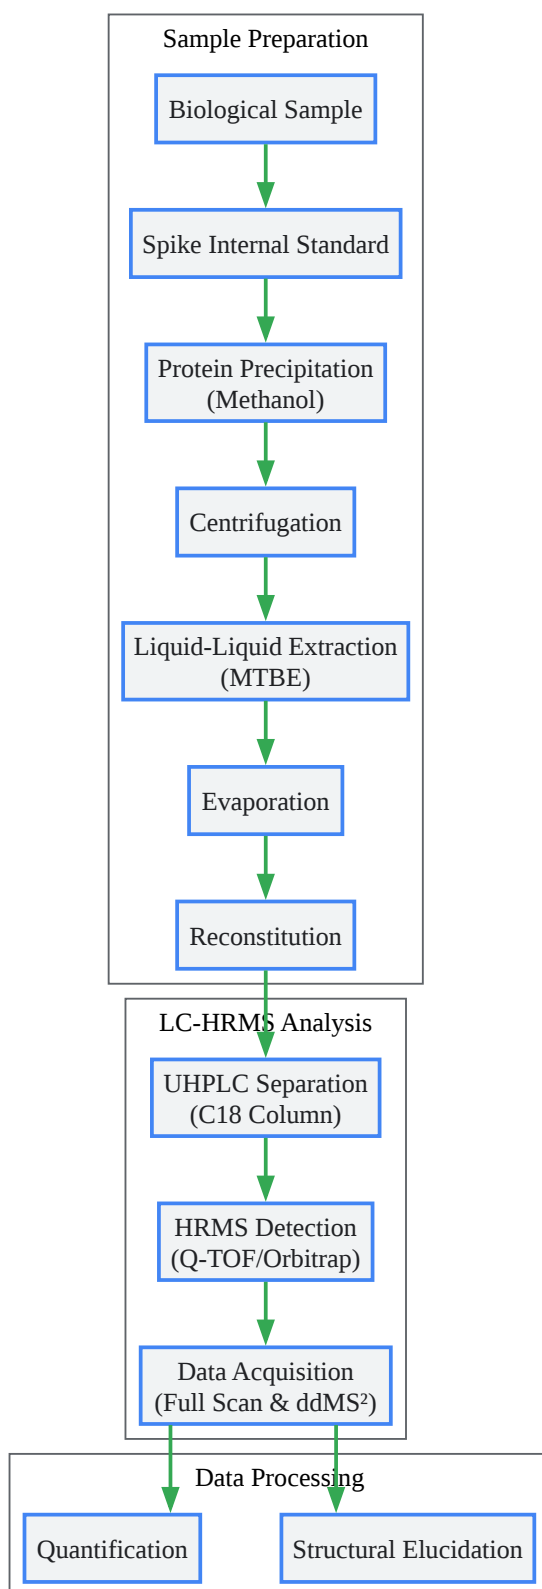 Sample Preparation
Biological Sample
Spike Internal Standard
Protein Precipitation
(Methanol)
Centrifugation
Liquid-Liquid Extraction
(MTBE)
Evaporation
Reconstitution
LC-HRMS Analysis
UHPLC Separation
(C18 Column)
HRMS Detection
(Q-TOF/Orbitrap)
Data Acquisition
(Full Scan & ddMS²)
Data Processing
Quantification
Structural Elucidation